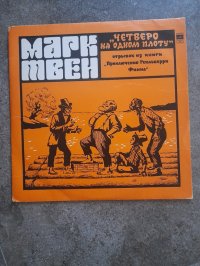 МАРК
ТВЕН
„ЧЕТВЕРО
НА ОДНОМ ПЛОТУ"
отрывок из книги
„Приключения Гекльберри
Финна"